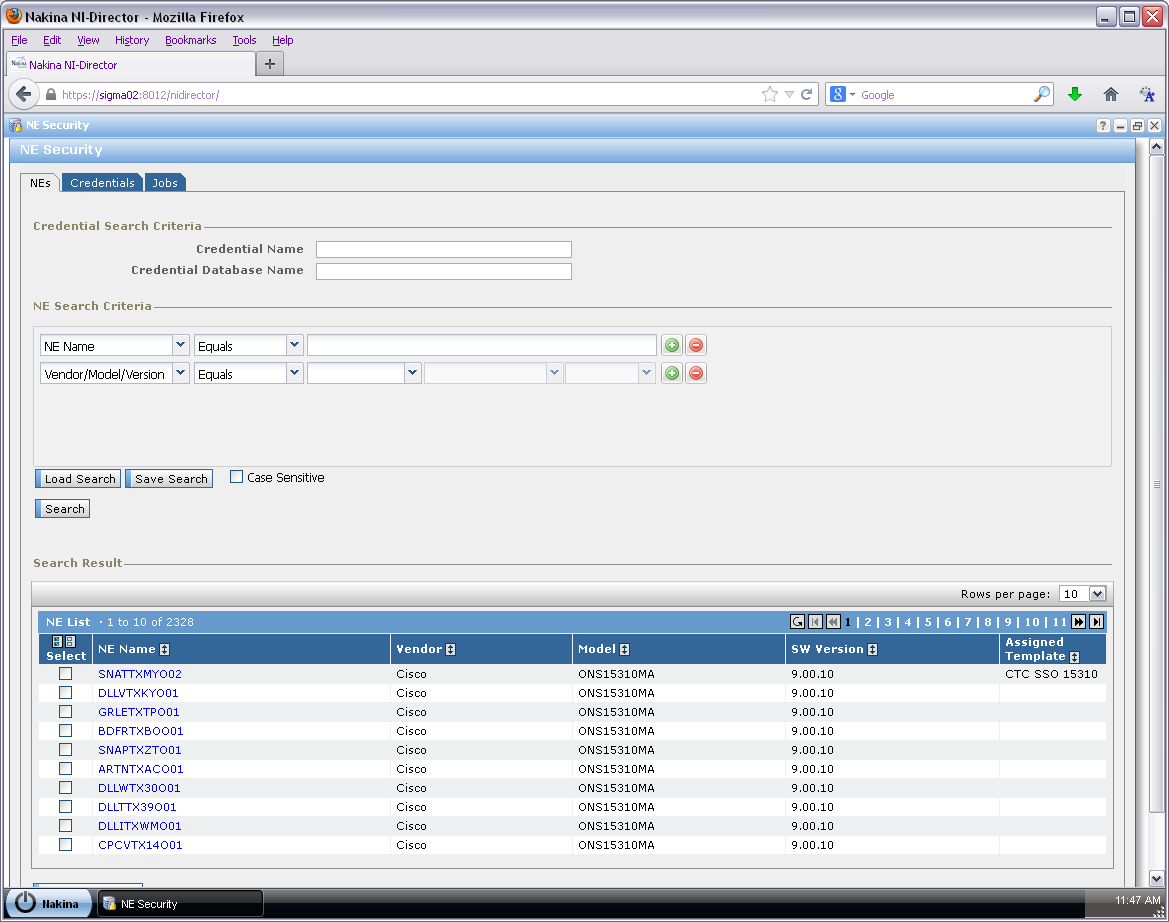 Nakina NI-Director - Mozilla Firefox
File Edit View History Bookmarks Tools Help
Nakina NI-Director
https://sigma02:8012/nidirector/
Google
NE Security
NE Security
NEs Credentials Jobs
Credential Search Criteria
Credential Name
Credential Database Name
NE Search Criteria
NE Name Equals
Vendor/Model/Version Equals
Load Search Save Search Case Sensitive
Search
Search Result
Rows per page: 10
NE List · 1 to 10 of 2328 1 | 2 | 3 | 4 | 5 | 6 | 7 | 8 | 9 | 10 | 11
Select NE Name Vendor Model SW Version Assigned Template
SNATTXMYO02 Cisco ONS15310MA 9.00.10 CTC SSO 15310
DLLVTXKYO01 Cisco ONS15310MA 9.00.10
GRLETXTPO01 Cisco ONS15310MA 9.00.10
BDFRTXBOO01 Cisco ONS15310MA 9.00.10
SNAPTXZTO01 Cisco ONS15310MA 9.00.10
ARTNTXACO01 Cisco ONS15310MA 9.00.10
DLLWTX30O01 Cisco ONS15310MA 9.00.10
DLLTTX39O01 Cisco ONS15310MA 9.00.10
DLLITXWMO01 Cisco ONS15310MA 9.00.10
CPCVTX14O01 Cisco ONS15310MA 9.00.10
Nakina NE Security 11:47 AM